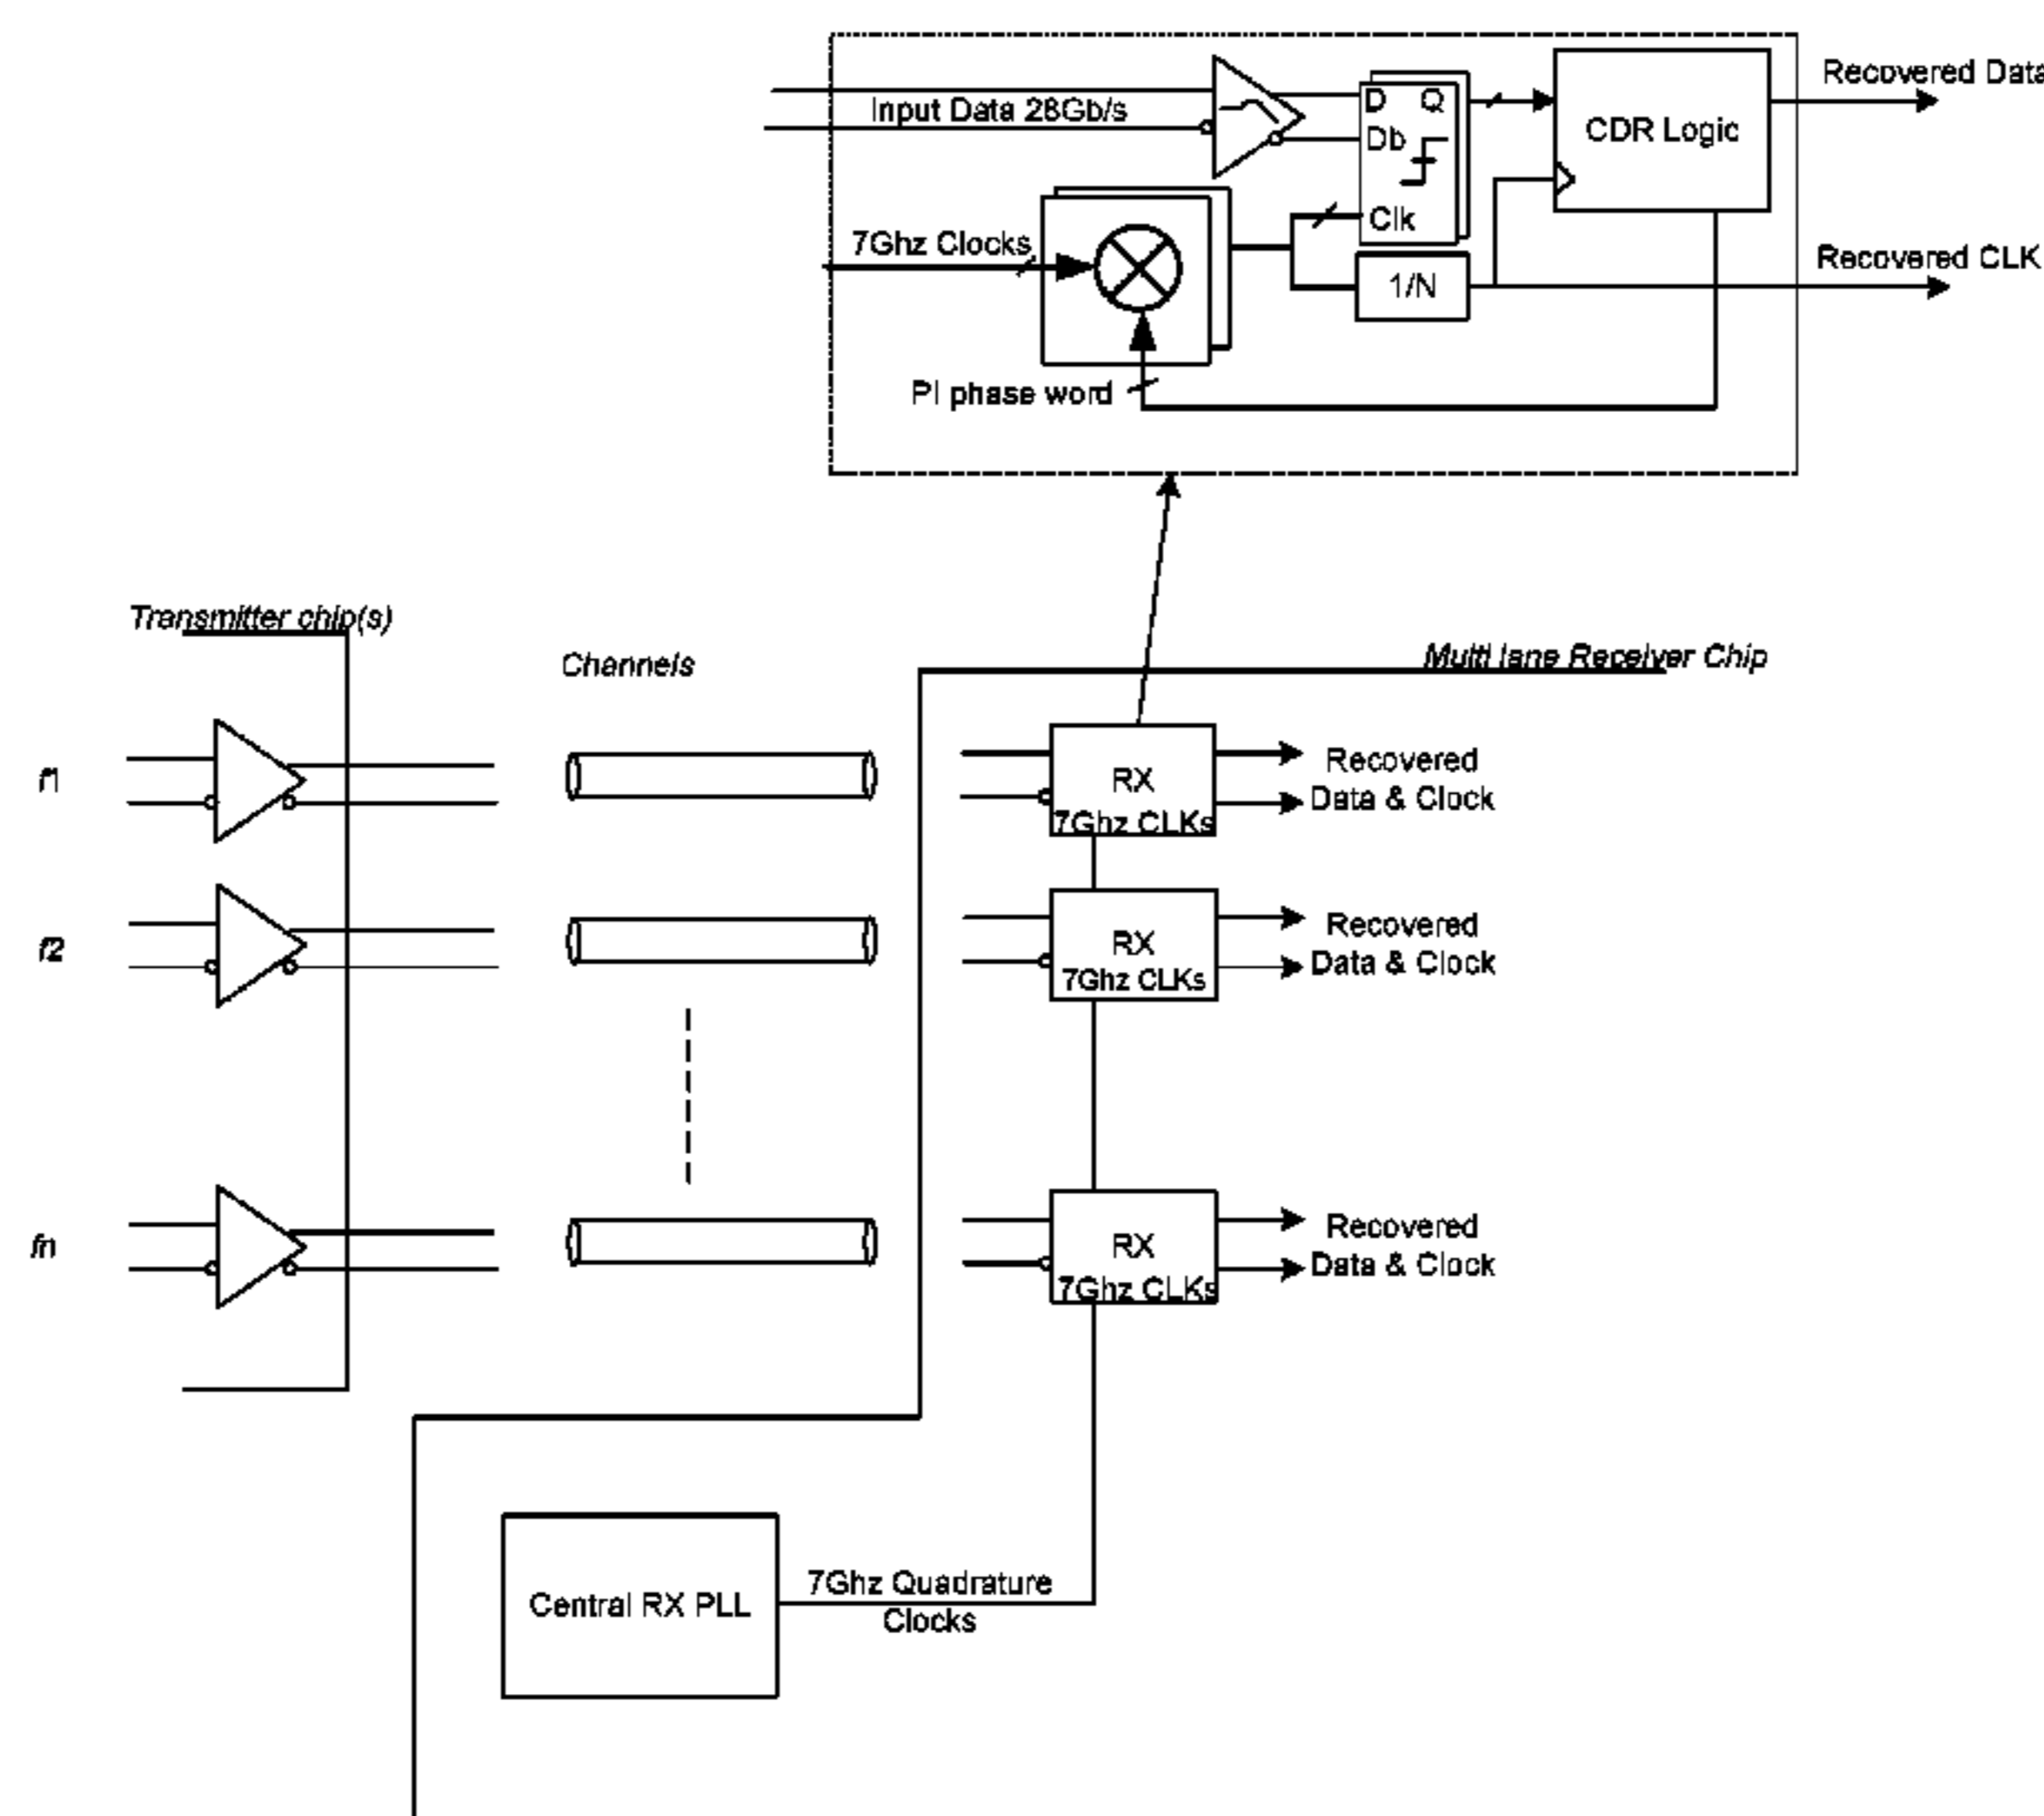 Recovered Data
Input Data 28Gb/s
D Q
Db
CDR Logic
Clk
7Ghz Clocks
1/N
Recovered CLK
PI phase word
Transmitter chip(s)
Channels
Multi lane Receiver Chip
f1
RX
7Ghz CLKs
Recovered
Data & Clock
f2
RX
7Ghz CLKs
Recovered
Data & Clock
fn
RX
7Ghz CLKs
Recovered
Data & Clock
Central RX PLL
7Ghz Quadrature
Clocks